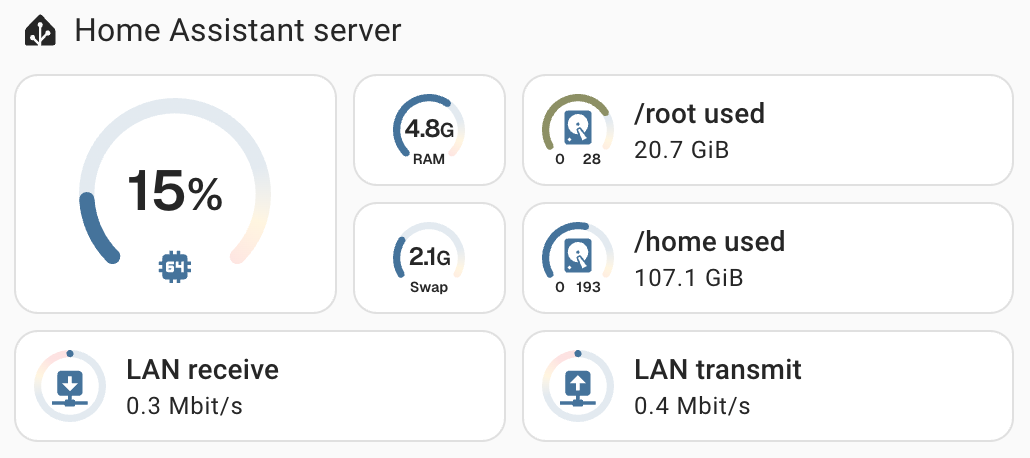 Home Assistant server
15%
64
4.8G
RAM
2.1G
Swap
/root used
20.7 GiB
0 28
/home used
107.1 GiB
0 193
LAN receive
0.3 Mbit/s
LAN transmit
0.4 Mbit/s